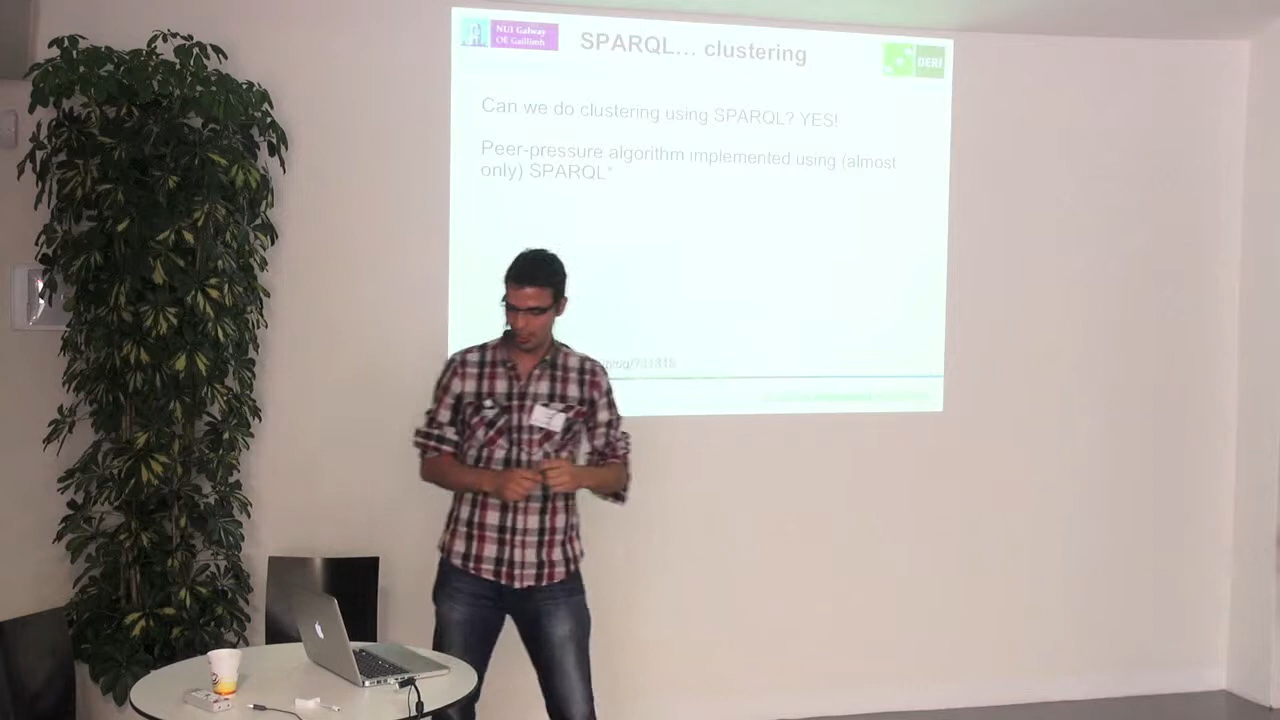 NUI Galway
OÉ Gaillimh
SPARQL... clustering
DERI
Can we do clustering using SPARQL? YES!
Peer-pressure algorithm implemented using (almost
only) SPARQL*